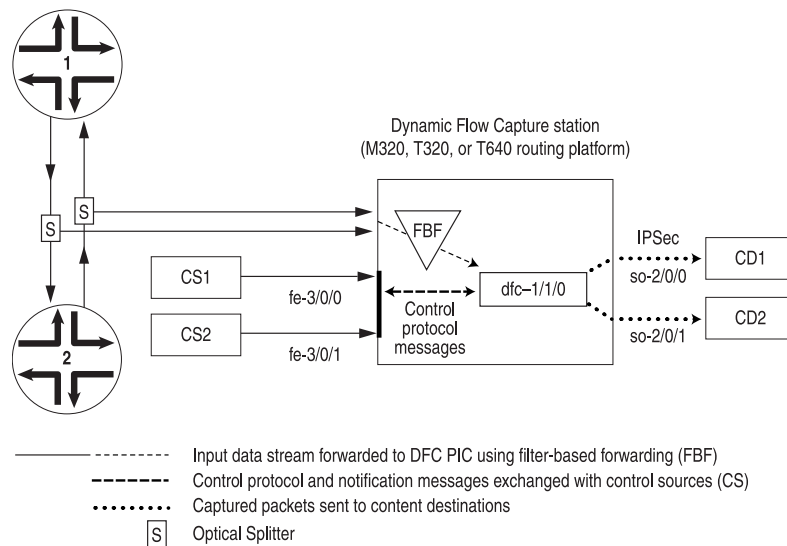 1
Dynamic Flow Capture station
(M320, T320, or T640 routing platform)
S
S
FBF
IPSec
CS1
CD1
so-2/0/0
dfc–1/1/0
fe-3/0/0
Control
protocol
messages
CS2
CD2
so-2/0/1
fe-3/0/1
2
Input data stream forwarded to DFC PIC using filter-based forwarding (FBF)
Control protocol and notification messages exchanged with control sources (CS)
Captured packets sent to content destinations
S Optical Splitter